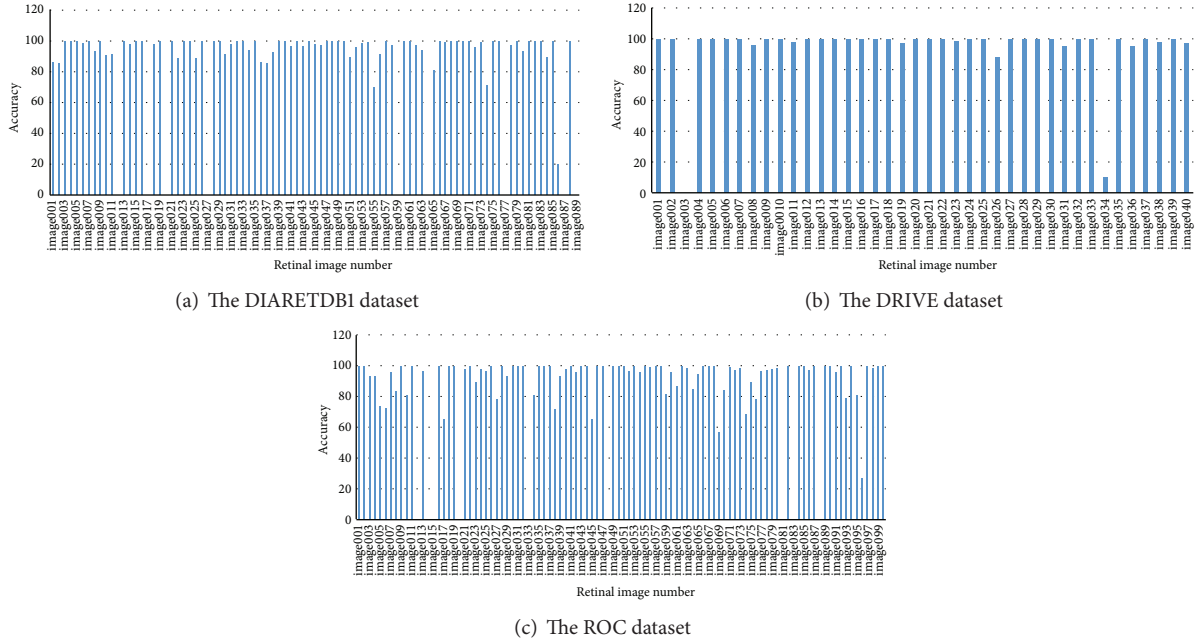 120
100
80
60
40
20
0
Accuracy
image001
image003
image005
image007
image009
image011
image013
image015
image017
image019
image021
image023
image025
image027
image029
image031
image033
image035
image037
image039
image041
image043
image045
image047
image049
image051
image053
image055
image057
image059
image061
image063
image065
image067
image069
image071
image073
image075
image077
image079
image081
image083
image085
image087
image089
Retinal image number
(a) The DIARETDB1 dataset
120
100
80
60
40
20
0
Accuracy
image001
image002
image003
image004
image005
image006
image007
image008
image009
image0010
image011
image012
image013
image014
image015
image016
image017
image018
image019
image020
image021
image022
image023
image024
image025
image026
image027
image028
image029
image030
image031
image032
image033
image034
image035
image036
image037
image038
image039
image040
Retinal image number
(b) The DRIVE dataset
120
100
80
60
40
20
0
Accuracy
image001
image003
image005
image007
image009
image011
image013
image015
image017
image019
image021
image023
image025
image027
image029
image031
image033
image035
image037
image039
image041
image043
image045
image047
image049
image051
image053
image055
image057
image059
image061
image063
image065
image067
image069
image071
image073
image075
image077
image079
image081
image083
image085
image087
image089
image091
image093
image095
image097
image099
Retinal image number
(c) The ROC dataset